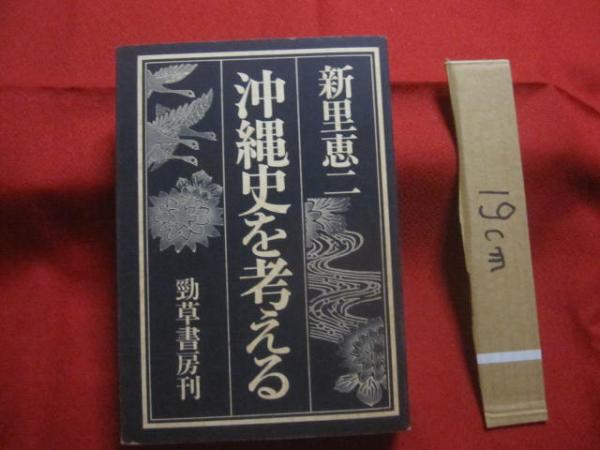 新里恵二
沖縄史を考える
勁草書房刊
19cm